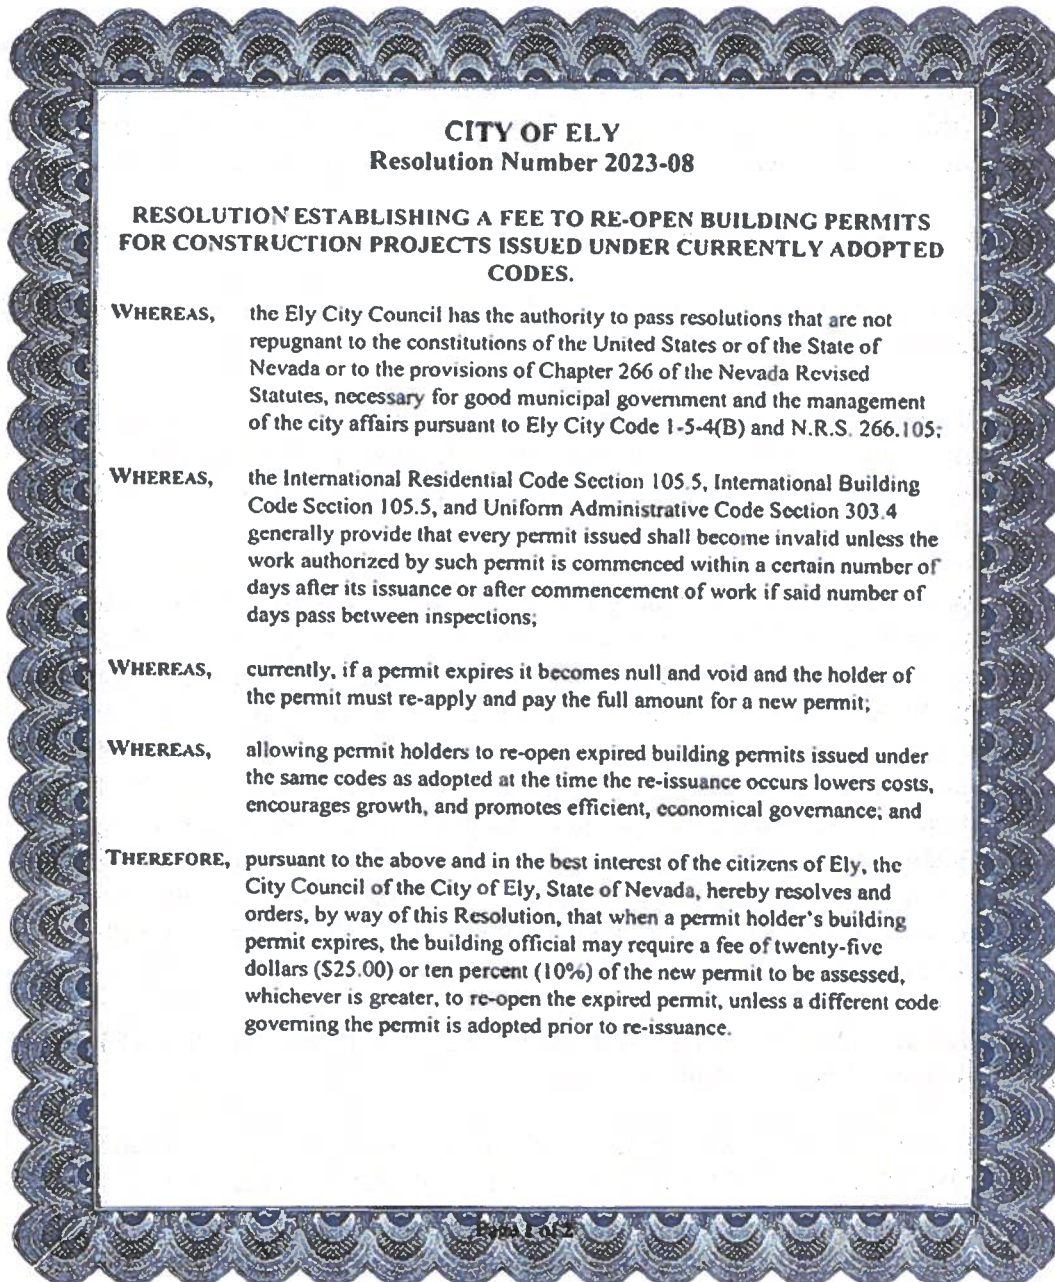 CITY OF ELY
Resolution Number 2023-08
RESOLUTION ESTABLISHING A FEE TO RE-OPEN BUILDING PERMITS
FOR CONSTRUCTION PROJECTS ISSUED UNDER CURRENTLY ADOPTED
CODES.
WHEREAS, the Ely City Council has the authority to pass resolutions that are not
repugnant to the constitutions of the United States or of the State of
Nevada or to the provisions of Chapter 266 of the Nevada Revised
Statutes, necessary for good municipal government and the management
of the city affairs pursuant to Ely City Code 1-5-4(B) and N.R.S. 266.105;
WHEREAS, the International Residential Code Section 105.5, International Building
Code Section 105.5, and Uniform Administrative Code Section 303.4
generally provide that every permit issued shall become invalid unless the
work authorized by such permit is commenced within a certain number of
days after its issuance or after commencement of work if said number of
days pass between inspections;
WHEREAS, currently, if a permit expires it becomes null and void and the holder of
the permit must re-apply and pay the full amount for a new permit;
WHEREAS, allowing permit holders to re-open expired building permits issued under
the same codes as adopted at the time the re-issuance occurs lowers costs,
encourages growth, and promotes efficient, economical governance; and
THEREFORE, pursuant to the above and in the best interest of the citizens of Ely, the
City Council of the City of Ely, State of Nevada, hereby resolves and
orders, by way of this Resolution, that when a permit holder's building
permit expires, the building official may require a fee of twenty-five
dollars ($25.00) or ten percent (10%) of the new permit to be assessed,
whichever is greater, to re-open the expired permit, unless a different code
governing the permit is adopted prior to re-issuance.
Page 1 of 2